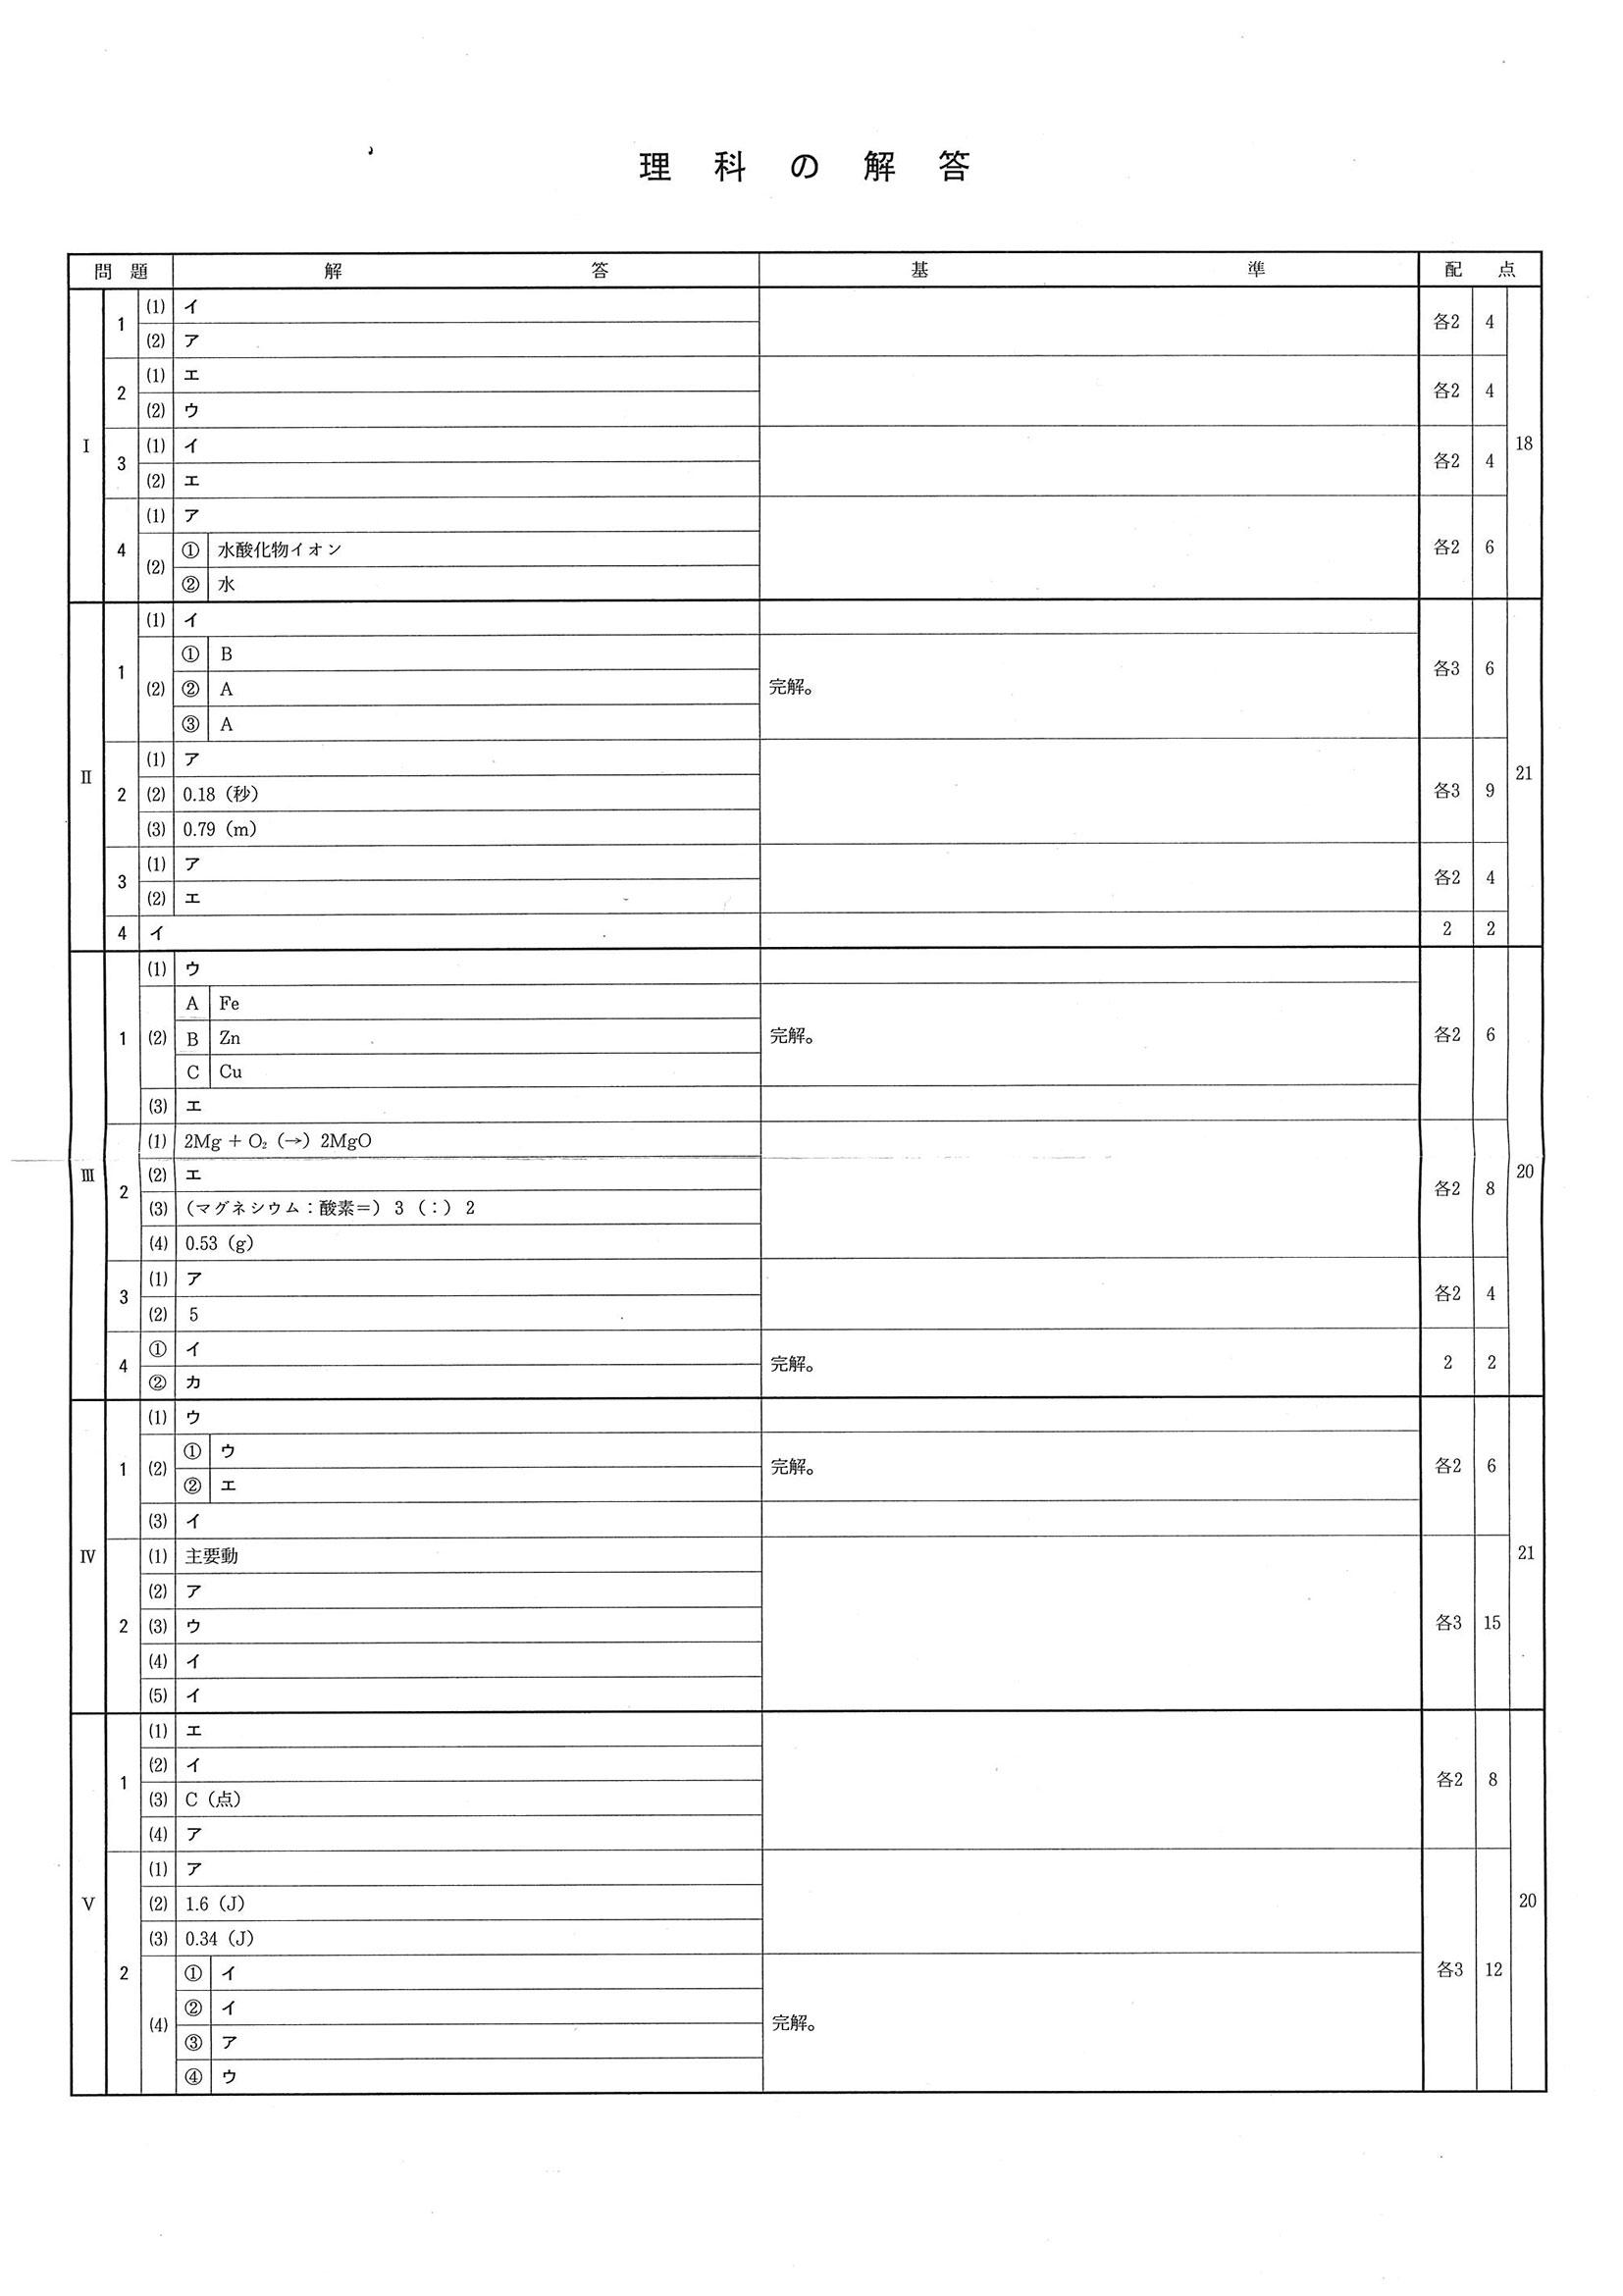 理科の解答
問題 解答 基準 配点
Ⅰ 1 (1) イ 各2 4 18
(2) ア
2 (1) エ 各2 4
(2) ウ
3 (1) イ 各2 4
(2) エ
4 (1) ア 各2 6
(2) ① 水酸化物イオン
② 水
Ⅱ 1 (1) イ 各3 6 21
(2) ① B 完解。
② A
③ A
2 (1) ア 各3 9
(2) 0.18（秒）
(3) 0.79（m）
3 (1) ア 各2 4
(2) エ
4 イ 2 2
Ⅲ 1 (1) ウ 各2 6 20
(2) A Fe 完解。
B Zn
C Cu
(3) エ
2 (1) 2Mg + O₂（→）2MgO 各2 8
(2) エ
(3)（マグネシウム：酸素＝）3（：）2
(4) 0.53（g）
3 (1) ア 各2 4
(2) 5
4 ① イ 完解。 2 2
② カ
Ⅳ 1 (1) ウ 各2 6 21
(2) ① ウ 完解。
② エ
(3) イ
2 (1) 主要動 各3 15
(2) ア
(3) ウ
(4) イ
(5) イ
Ⅴ 1 (1) エ 各2 8 20
(2) イ
(3) C（点）
(4) ア
2 (1) ア 各3 12
(2) 1.6（J）
(3) 0.34（J）
(4) ① イ 完解。
② イ
③ ア
④ ウ